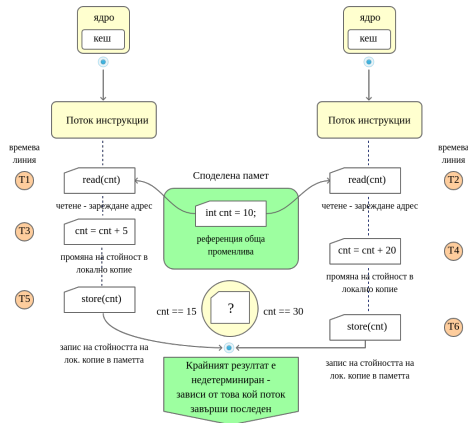 ядро
кеш
ядро
кеш
Поток инструкции
Поток инструкции
времева
линия
времева
линия
T1
read(cnt)
Споделена памет
read(cnt)
T2
четене - зареждане адрес
int cnt = 10;
четене - зареждане адрес
T3
cnt = cnt + 5
референция обща
променлива
cnt = cnt + 20
T4
промяна на стойност в
локално копие
промяна на стойност в
локално копие
T5
store(cnt)
cnt == 15
?
cnt == 30
store(cnt)
T6
запис на стойността на
лок. копие в паметта
запис на стойността на
лок. копие в паметта
Крайният резултат е
недетерминиран -
зависи от това кой поток
завърши последен